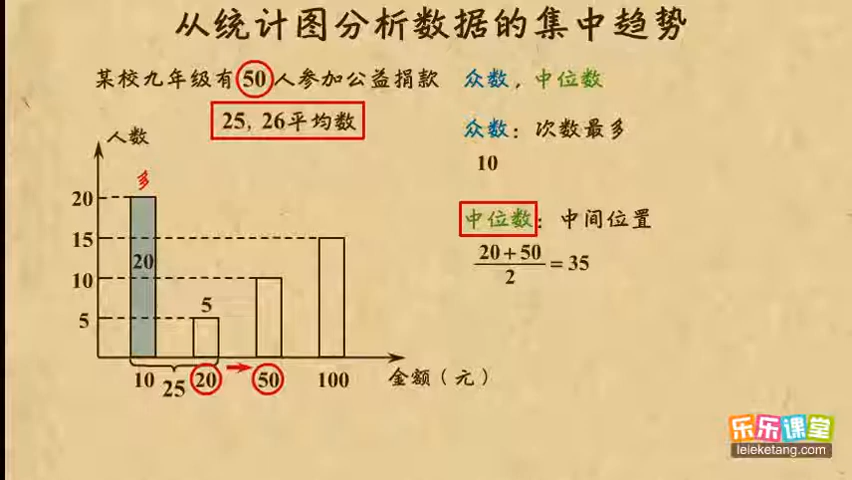 从统计图分析数据的集中趋势
某校九年级有50人参加公益捐款 众数，中位数
25, 26平均数
众数：次数最多
10
中位数：中间位置
20+50
2
=35
人数
多
20
15
10
5
20
5
10 20 50 100 金额（元）
25
乐乐课堂
leleketang.com